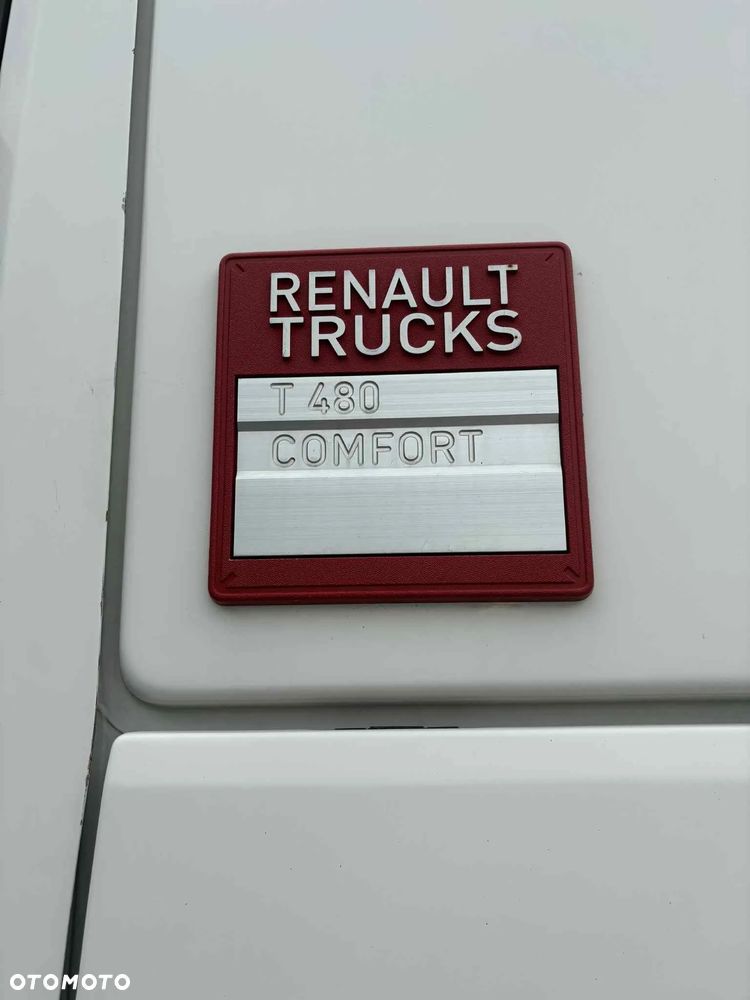 RENAULT
TRUCKS
T 480
COMFORT
OTOMOTO